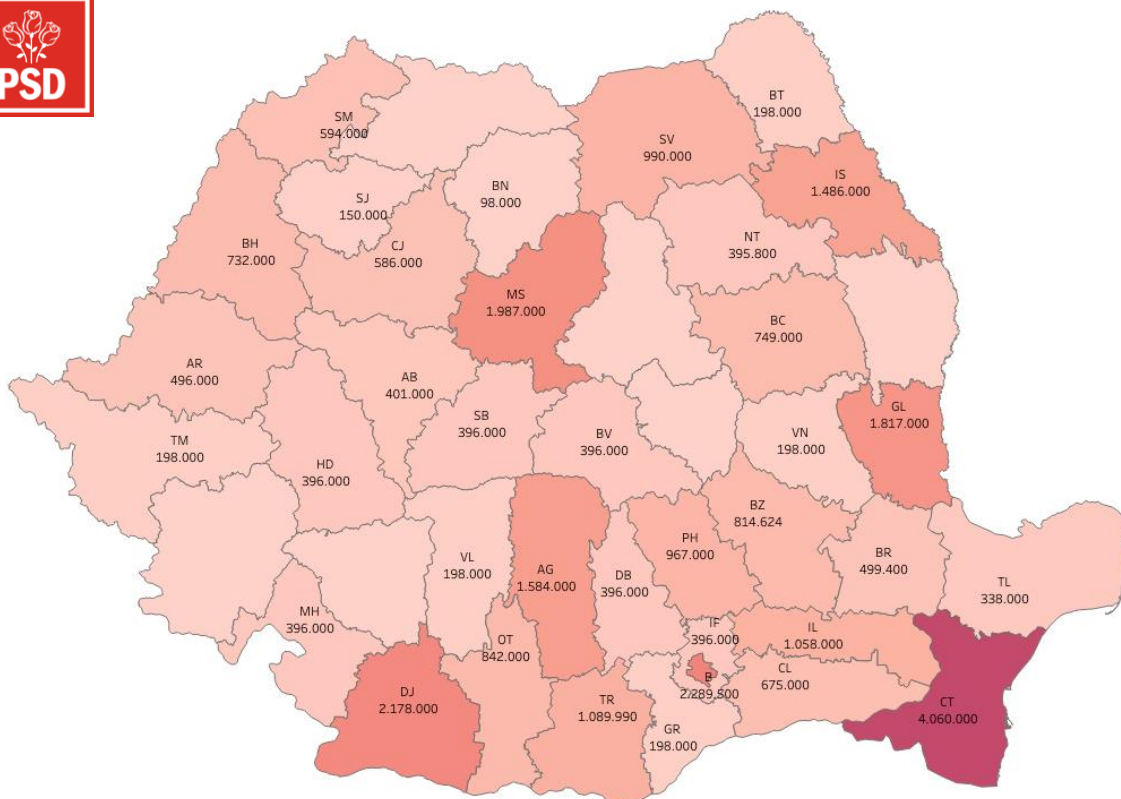 PSD
BT
198.000
SM
594.000
SV
990.000
IS
1.486.000
BN
98.000
SJ
150.000
NT
395.800
BH
732.000
CJ
586.000
MS
1.987.000
BC
749.000
AR
496.000
AB
401.000
GL
1.817.000
SB
396.000
BV
396.000
VN
198.000
TM
198.000
HD
396.000
BZ
814.624
PH
967.000
BR
499.400
VL
198.000
AG
1.584.000
DB
396.000
TL
338.000
MH
396.000
IF
396.000
IL
1.058.000
OT
842.000
CL
675.000
B
2.289.500
DJ
2.178.000
TR
1.089.990
CT
4.060.000
GR
198.000